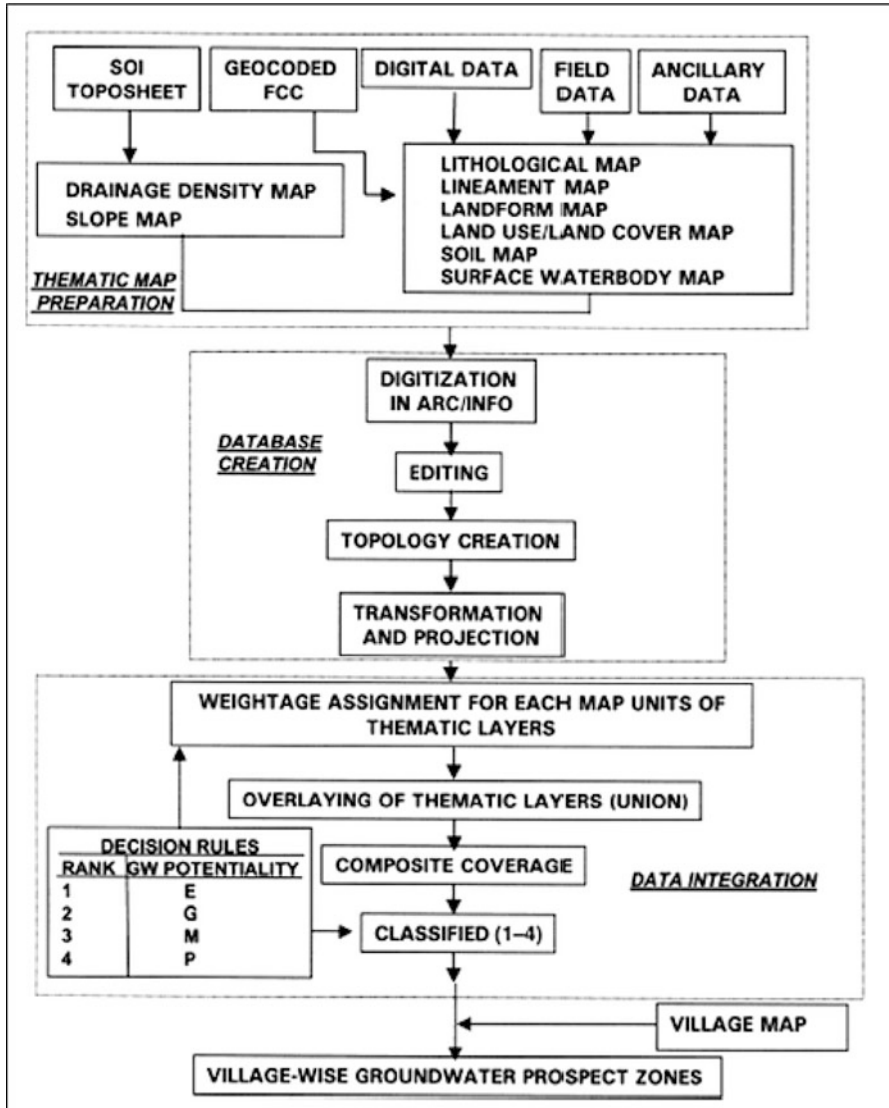 SOI
TOPOSHEET
GEOCODED
FCC
DIGITAL DATA
FIELD
DATA
ANCILLARY
DATA
DRAINAGE DENSITY MAP
SLOPE MAP
LITHOLOGICAL MAP
LINEAMENT MAP
LANDFORM MAP
LAND USE/LAND COVER MAP
SOIL MAP
SURFACE WATERBODY MAP
THEMATIC MAP
PREPARATION
DIGITIZATION
IN ARC/INFO
DATABASE
CREATION
EDITING
TOPOLOGY CREATION
TRANSFORMATION
AND PROJECTION
WEIGHTAGE ASSIGNMENT FOR EACH MAP UNITS OF
THEMATIC LAYERS
OVERLAYING OF THEMATIC LAYERS (UNION)
DECISION RULES
RANK GW POTENTIALITY
1 E
2 G
3 M
4 P
COMPOSITE COVERAGE
DATA INTEGRATION
CLASSIFIED (1–4)
VILLAGE MAP
VILLAGE-WISE GROUNDWATER PROSPECT ZONES